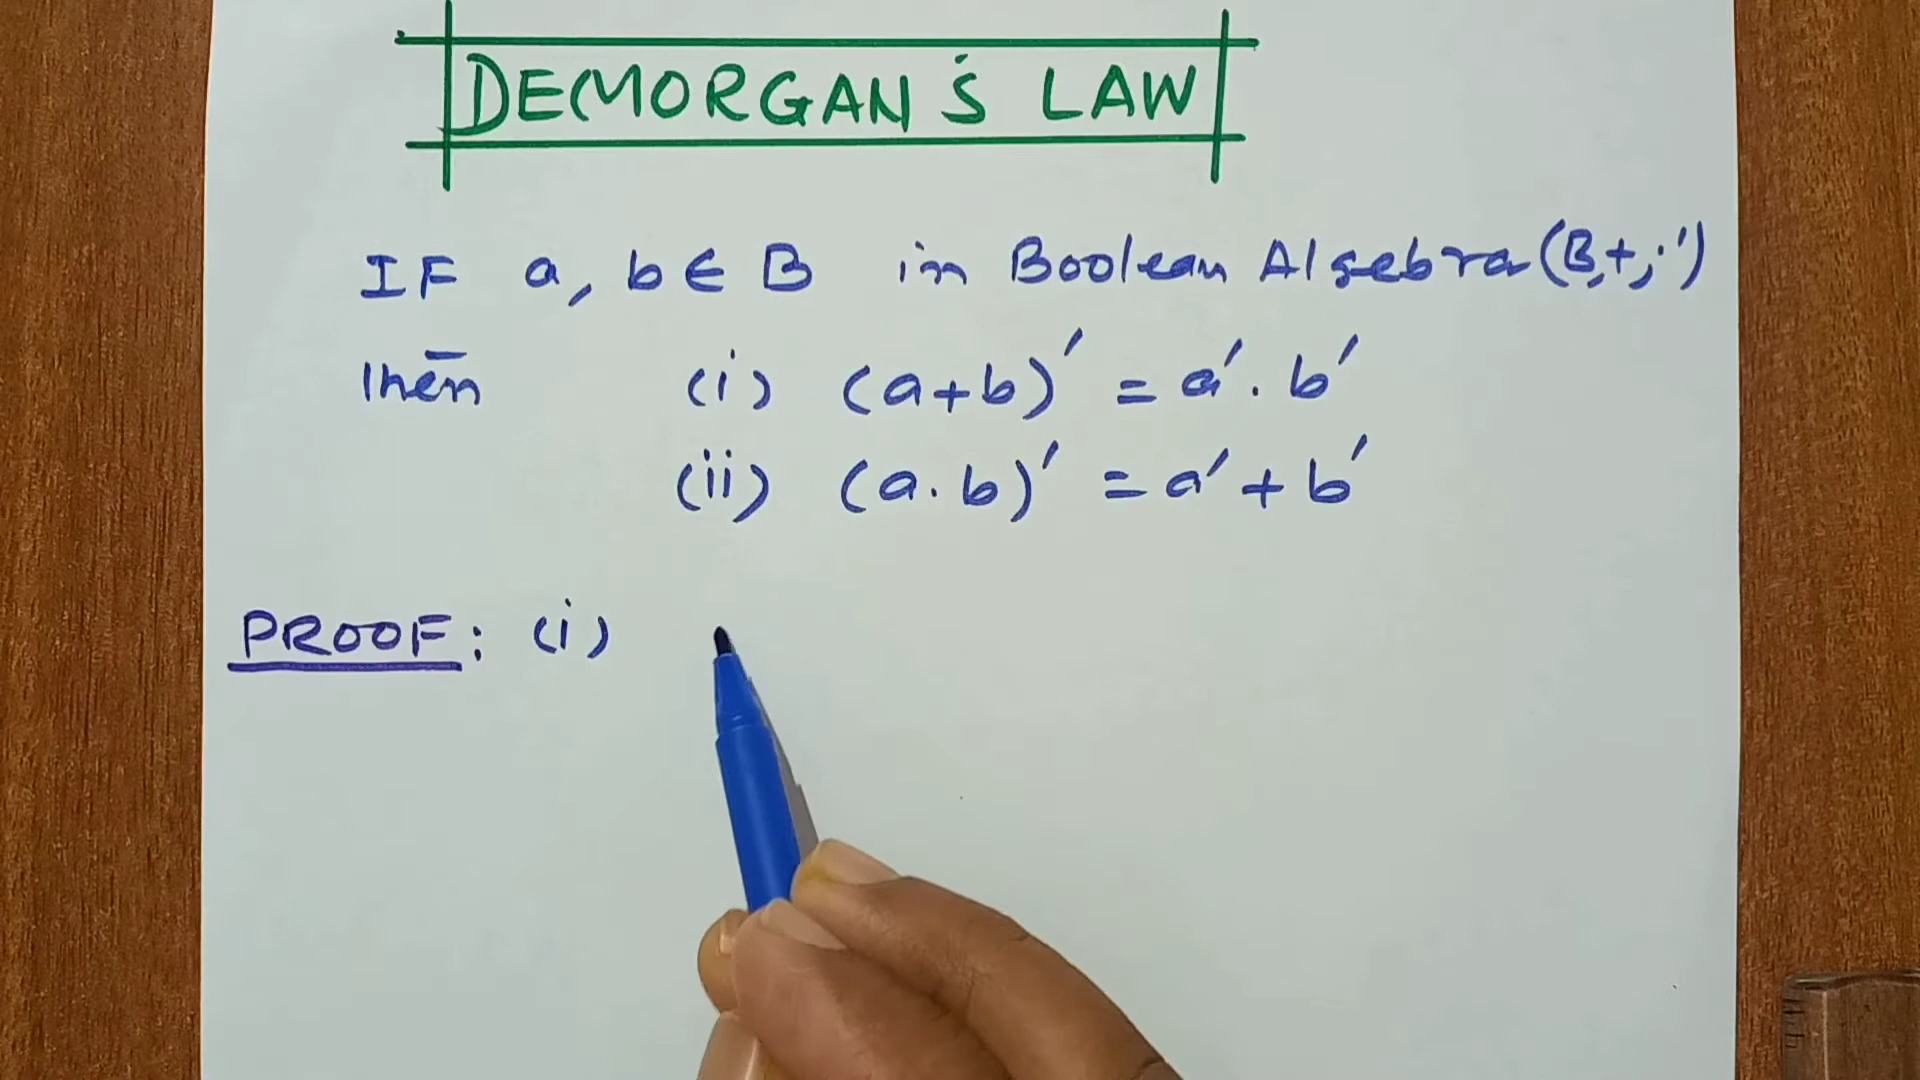 DEMORGAN'S LAW
IF a, b ∈ B in Boolean Algebra (B,+,·,')
Then (i) (a+b)' = a'. b'
(ii) (a. b)' = a' + b'
PROOF: (i)